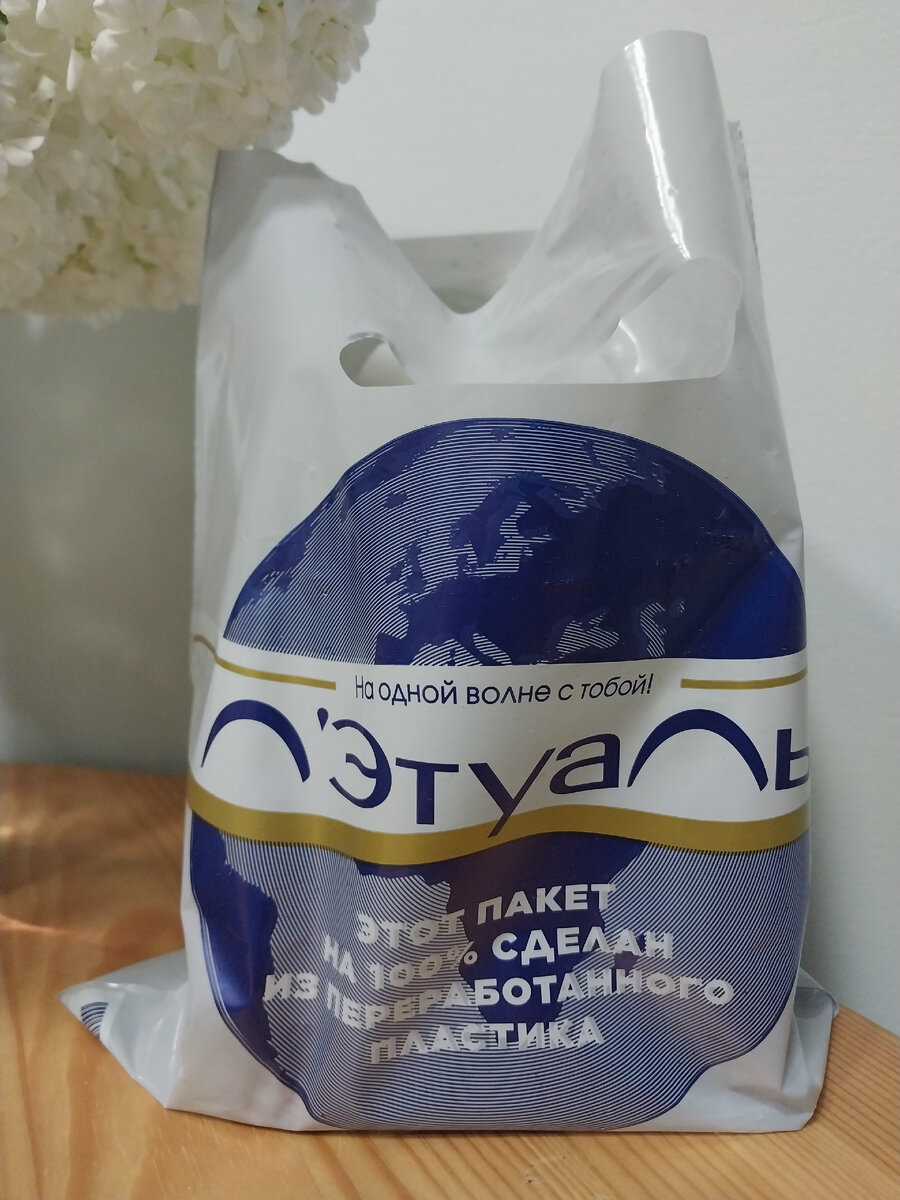 На одной волне с тобой!
Л'Этуаль
ЭТОТ ПАКЕТ
НА 100% СДЕЛАН
ИЗ ПЕРЕРАБОТАННОГО
ПЛАСТИКА